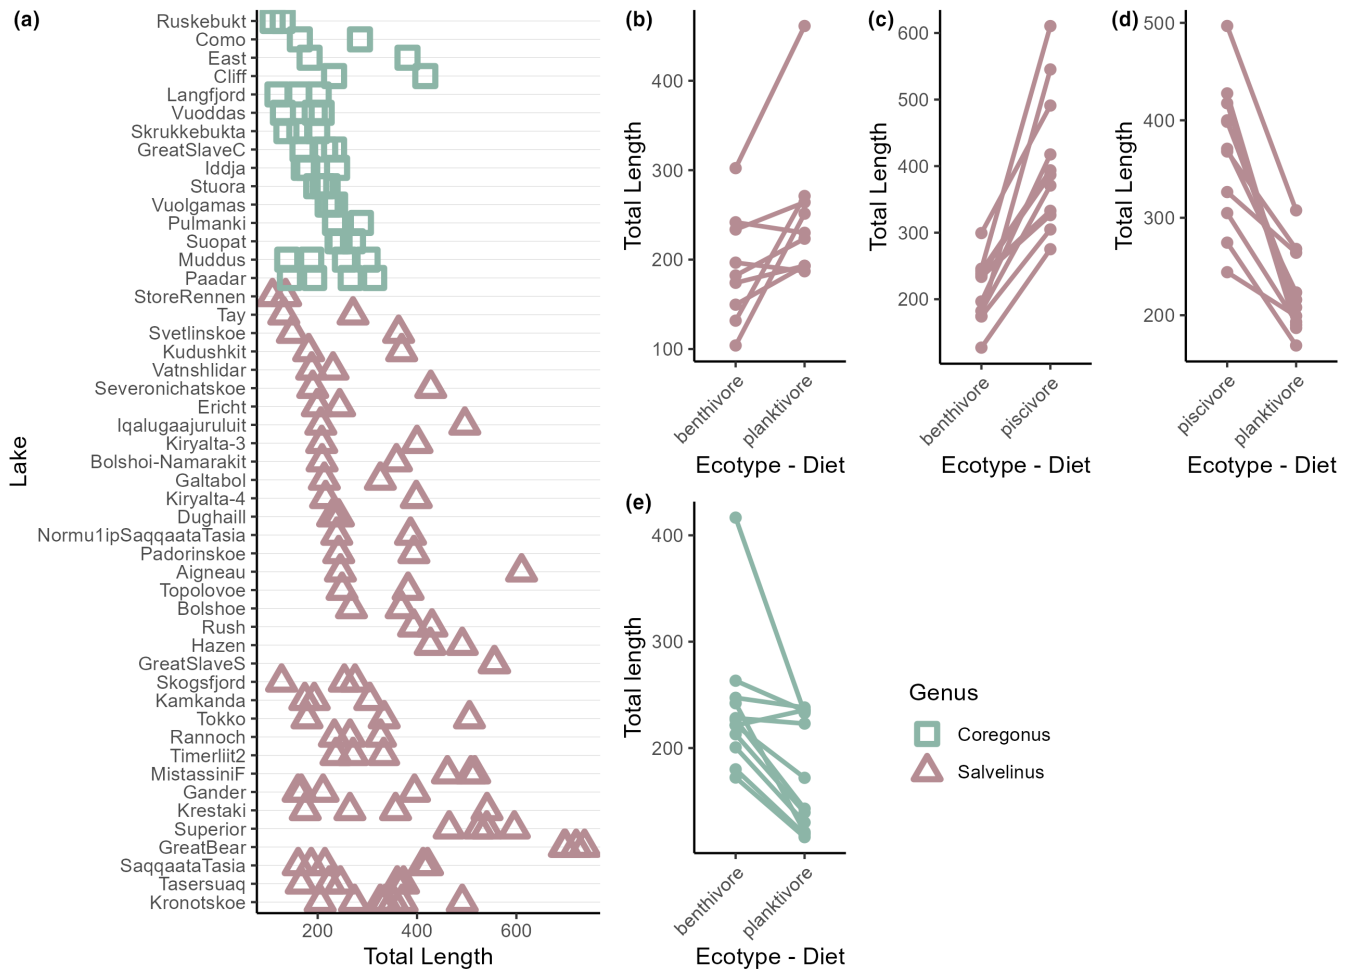 (a)
Ruskebukt
Como
East
Cliff
Langfjord
Vuoddas
Skrukkebukta
GreatSlaveC
Iddja
Stuora
Vuolgamas
Pulmanki
Suopat
Muddus
Paadar
StoreRennen
Tay
Svetlinskoe
Kudushkit
Vatnshlidar
Severonichatskoe
Ericht
Iqalugaajuruluit
Kiryalta-3
Bolshoi-Namarakit
Galtabol
Kiryalta-4
Dughaill
Normu1ipSaqqaataTasia
Padorinskoe
Aigneau
Topolovoe
Bolshoe
Rush
Hazen
GreatSlaveS
Skogsfjord
Kamkanda
Tokko
Rannoch
Timerliit2
MistassiniF
Gander
Krestaki
Superior
GreatBear
SaqqaataTasia
Tasersuaq
Kronotskoe
Lake
200 400 600
Total Length
(b)
Total Length
400
300
200
100
benthivore planktivore
Ecotype - Diet
(c)
Total Length
600
500
400
300
200
benthivore piscivore
Ecotype - Diet
(d)
Total Length
500
400
300
200
piscivore planktivore
Ecotype - Diet
(e)
Total length
400
300
200
benthivore planktivore
Ecotype - Diet
Genus
Coregonus
Salvelinus